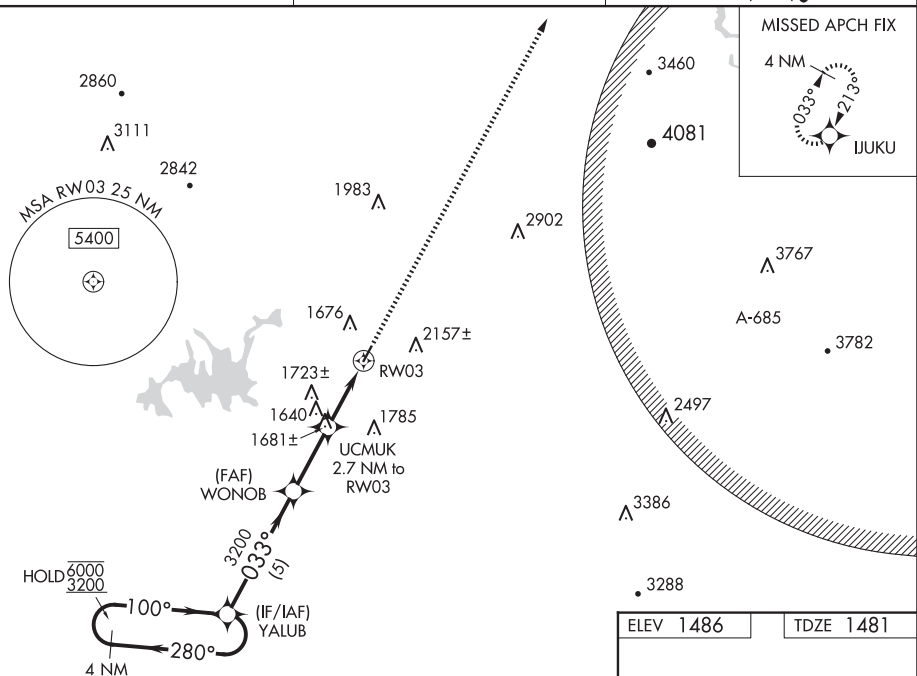 MISSED APCH FIX
4 NM
033°
213°
IJUKU
2860
3111
2842
3460
4081
MSA RW03 25 NM
5400
1983
2902
3767
A-685
3782
1676
2157±
RW03
1723±
1640
1681±
1785
2497
UCMUK
2.7 NM to
RW03
(FAF)
WONOB
3386
3200
033°
(5)
3288
HOLD 6000
3200
100°
280°
4 NM
(IF/IAF)
YALUB
ELEV 1486
TDZE 1481